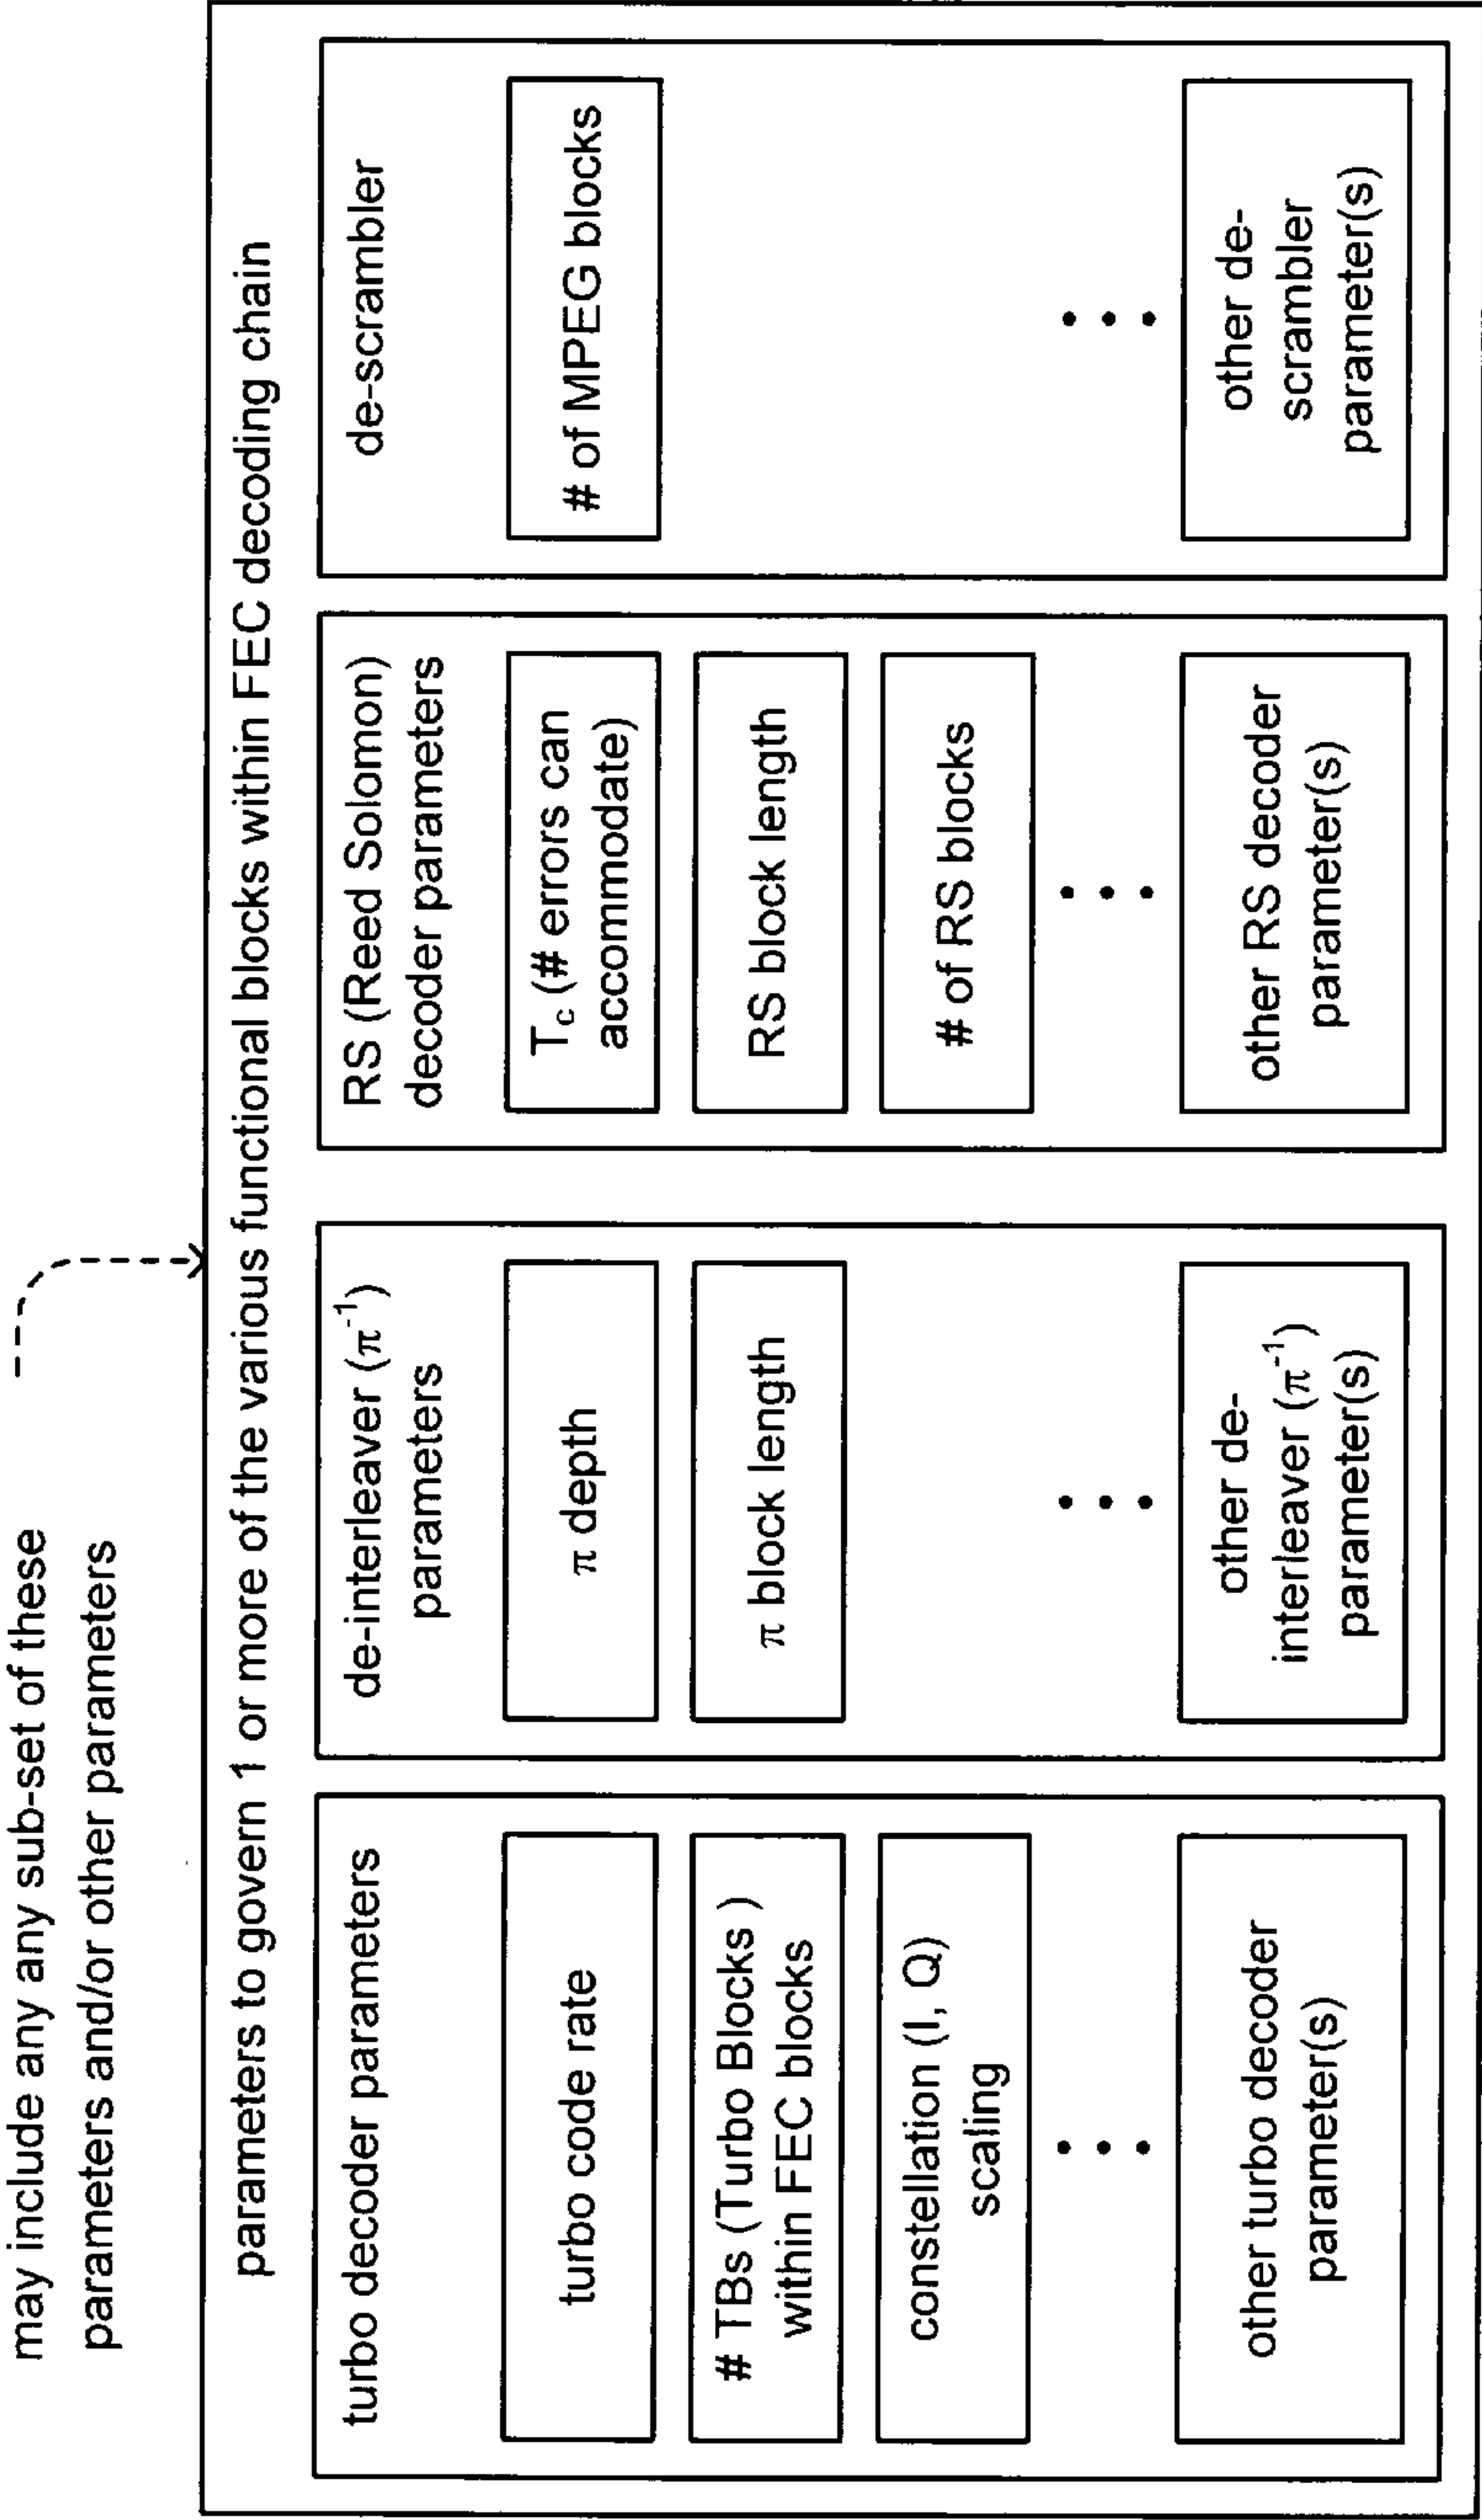 may include any any sub-set of these
parameters and/or other parameters
parameters to govern 1 or more of the various functional blocks within FEC decoding chain
turbo decoder parameters
turbo code rate
# TBs (Turbo Blocks )
within FEC blocks
constellation (I, Q)
scaling
other turbo decoder
parameter(s)
de-interleaver (π⁻¹)
parameters
π depth
π block length
other de-
interleaver (π⁻¹)
parameter(s)
RS (Reed Solomon)
decoder parameters
Tc (# errors can
accommodate)
RS block length
# of RS blocks
other RS decoder
parameter(s)
de-scrambler
# of MPEG blocks
other de-
scrambler
parameter(s)